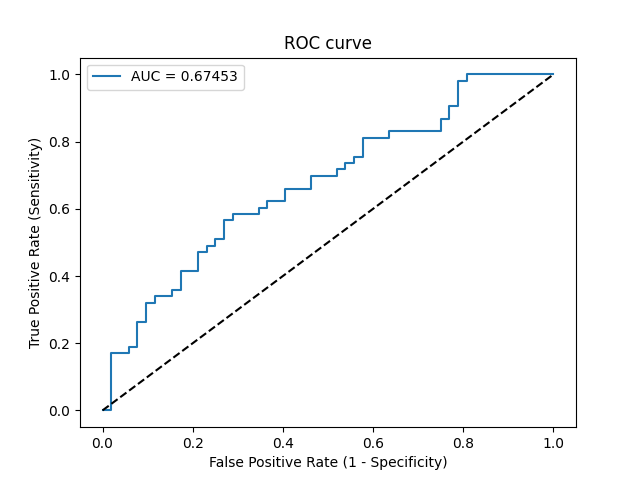 ROC curve
AUC = 0.67453
True Positive Rate (Sensitivity)
1.0
0.8
0.6
0.4
0.2
0.0
0.0 0.2 0.4 0.6 0.8 1.0
False Positive Rate (1 - Specificity)